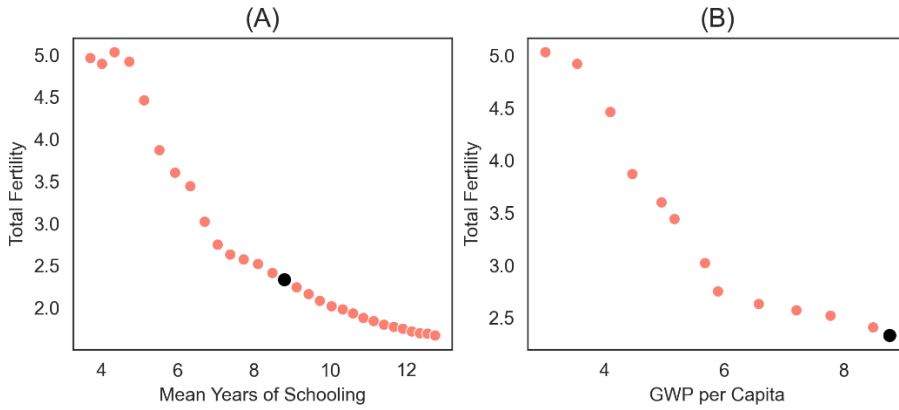 (A)
5.0
4.5
4.0
3.5
3.0
2.5
2.0
Total Fertility
4 6 8 10 12
Mean Years of Schooling
(B)
5.0
4.5
4.0
3.5
3.0
2.5
Total Fertility
4 6 8
GWP per Capita